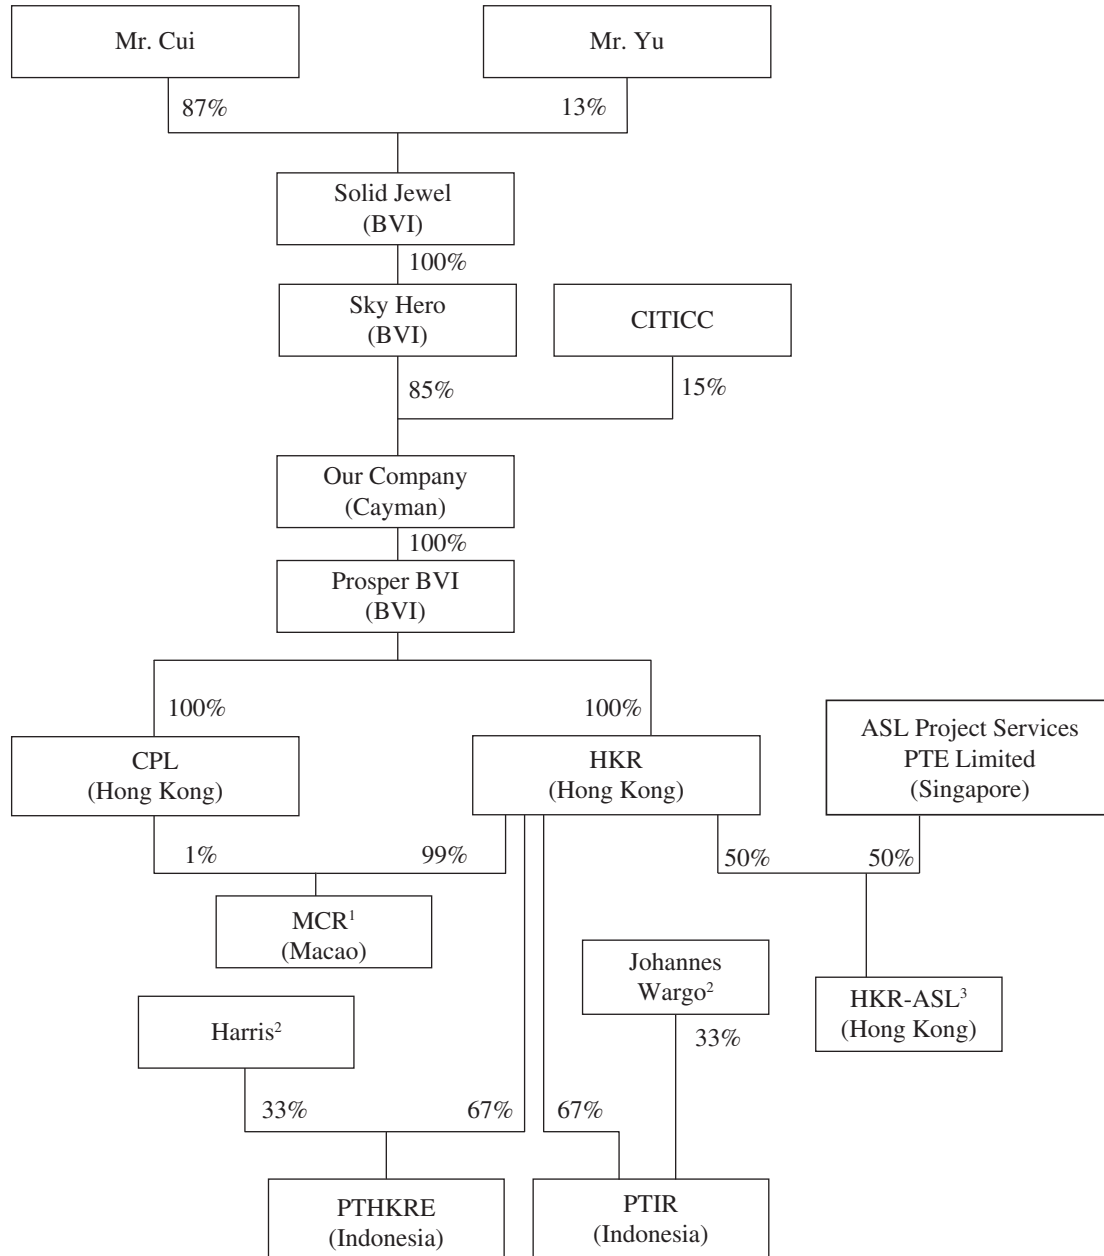 Mr. Cui
Mr. Yu
87%
13%
Solid Jewel
(BVI)
100%
Sky Hero
(BVI)
CITICC
85%
15%
Our Company
(Cayman)
100%
Prosper BVI
(BVI)
100%
100%
CPL
(Hong Kong)
HKR
(Hong Kong)
ASL Project Services
PTE Limited
(Singapore)
1%
99%
50%
50%
MCR¹
(Macao)
Johannes
Wargo²
HKR-ASL³
(Hong Kong)
Harris²
33%
33%
67%
67%
PTHKRE
(Indonesia)
PTIR
(Indonesia)